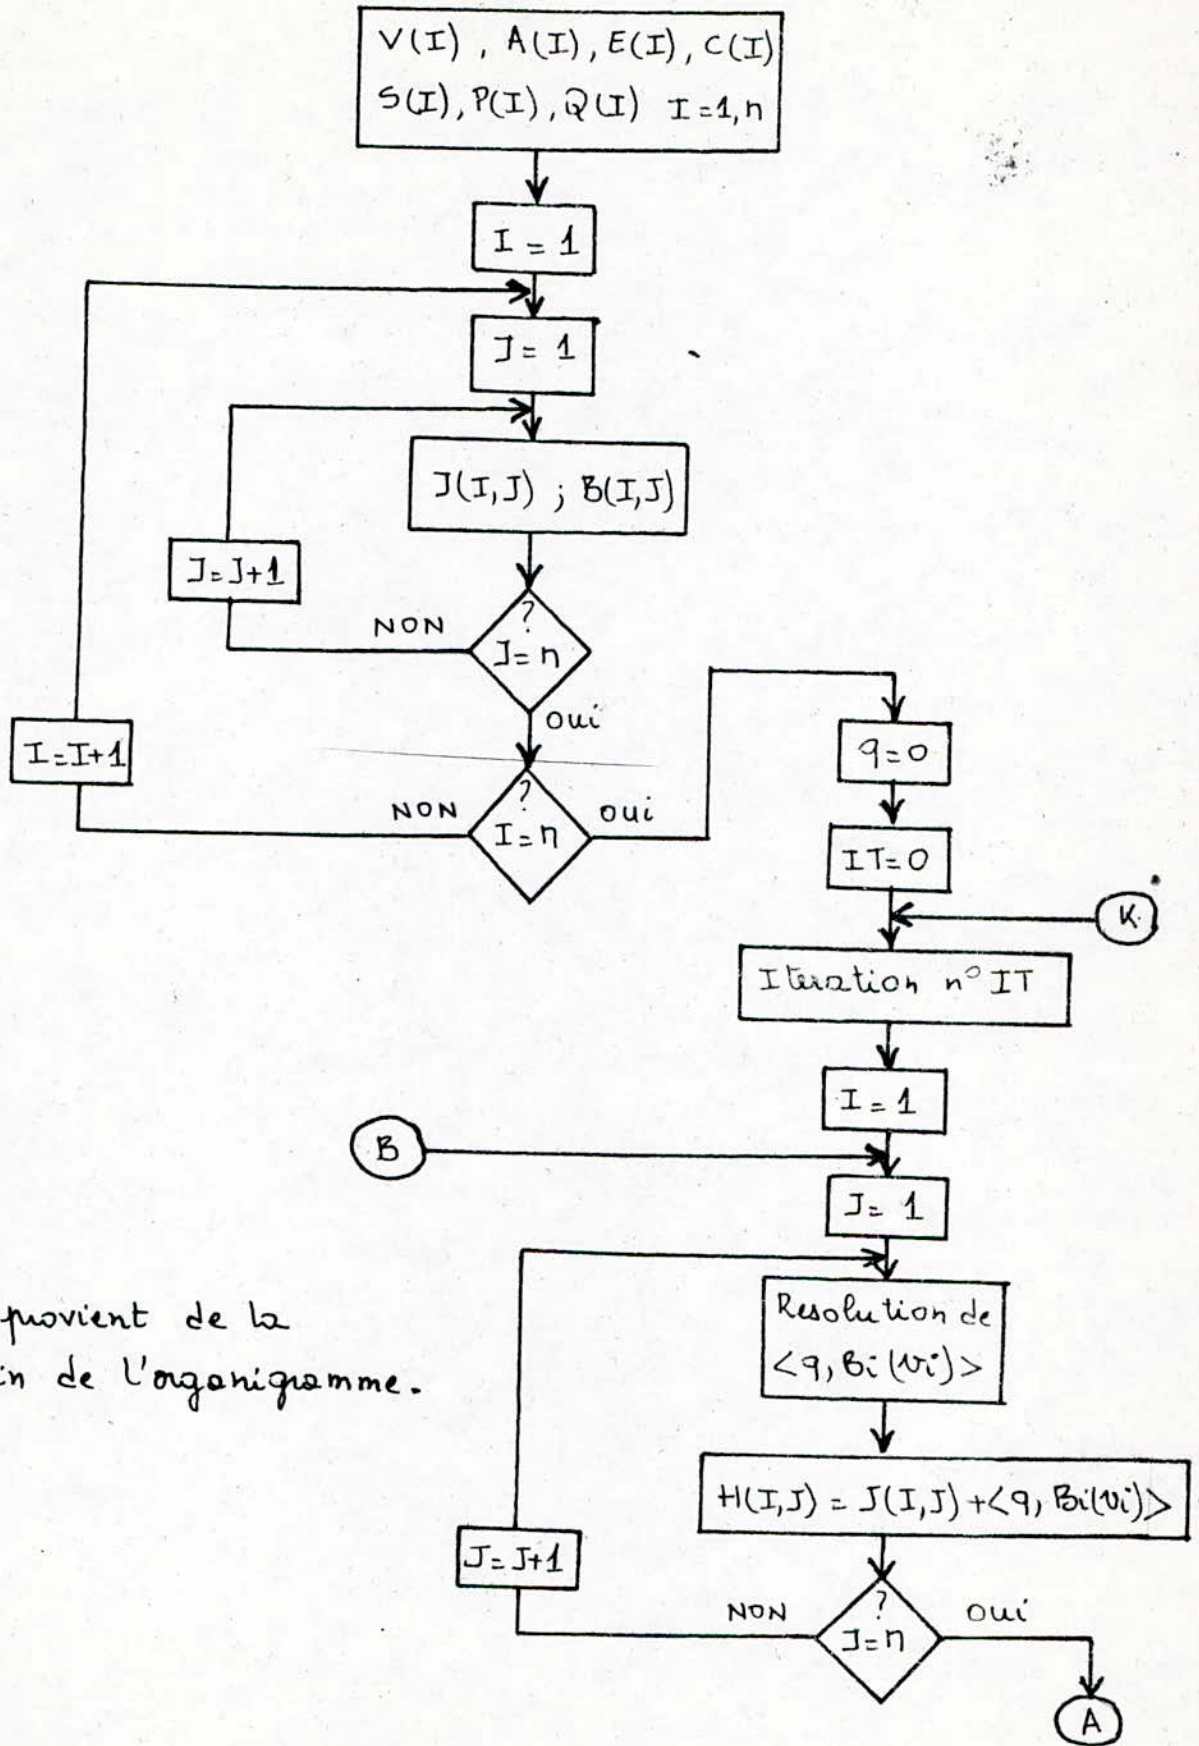 V(I) , A(I), E(I), C(I)
S(I), P(I), Q(I) I=1,n
I = 1
J = 1
J(I,J) ; B(I,J)
J=J+1
NON
?
J=n
OUI
I=I+1
NON
?
I=n
OUI
q=0
IT=0
K
Iteration n° IT
I = 1
B
J= 1
provient de la
n de l'organigramme.
Resolution de
<q, Bi(vi)>
H(I,J) = J(I,J) + <q, Bi(vi)>
J=J+1
NON
?
J=n
OUI
A